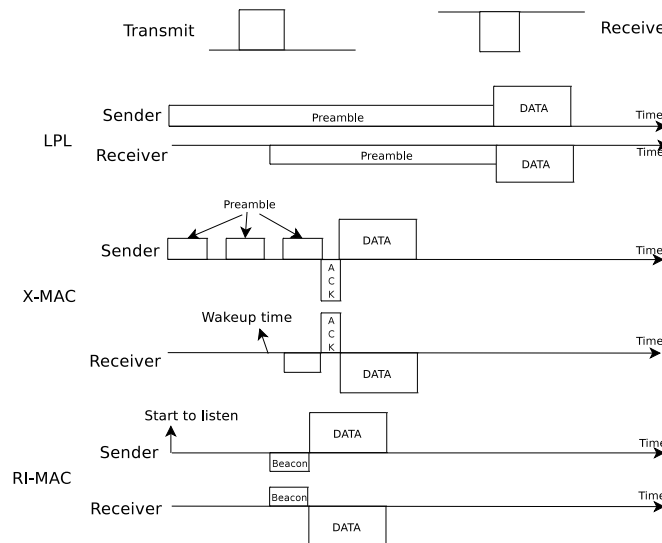 Transmit
Receive
Sender
Preamble
DATA
Time
LPL
Receiver
Preamble
DATA
Time
Preamble
Sender
DATA
Time
A
C
K
X-MAC
Wakeup time
A
C
K
Receiver
DATA
Time
Start to listen
Sender
Beacon
DATA
Time
RI-MAC
Receiver
Beacon
DATA
Time